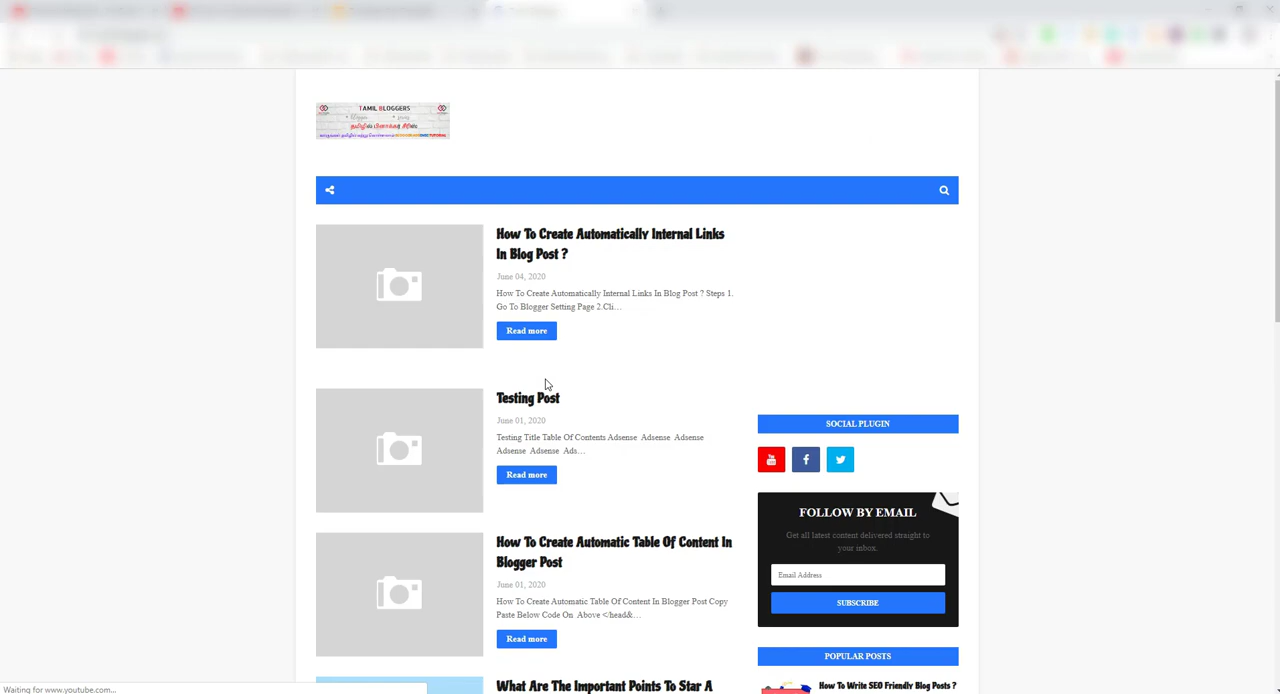 TAMIL BLOGGERS
தமிழில் பிளாக்கர் சீரிஸ்
How To Create Automatically Internal Links
In Blog Post ?
June 04, 2020
How To Create Automatically Internal Links In Blog Post ? Steps 1.
Go To Blogger Setting Page 2.Cli…
Read more
Testing Post
June 01, 2020
Testing Title Table Of Contents Adsense Adsense Adsense
Adsense Adsense Ads…
Read more
SOCIAL PLUGIN
FOLLOW BY EMAIL
Get all latest content delivered straight to
your inbox.
Email Address
SUBSCRIBE
How To Create Automatic Table Of Content In
Blogger Post
June 01, 2020
How To Create Automatic Table Of Content In Blogger Post Copy
Paste Below Code On Above </head&…
Read more
POPULAR POSTS
How To Write SEO Friendly Blog Posts ?
What Are The Important Points To Star A
Waiting for www.youtube.com...